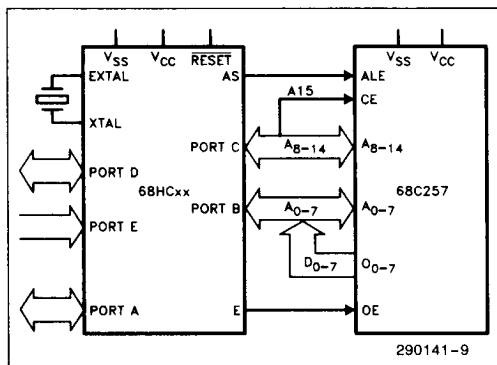 VSS VCC RESET VSS VCC
EXTAL AS ALE
A15 CE
XTAL
PORT C A8-14 A8-14
PORT D 68HCxx 68C257
PORT B A0-7 A0-7
PORT E
D0-7 O0-7
PORT A E OE
290141-9